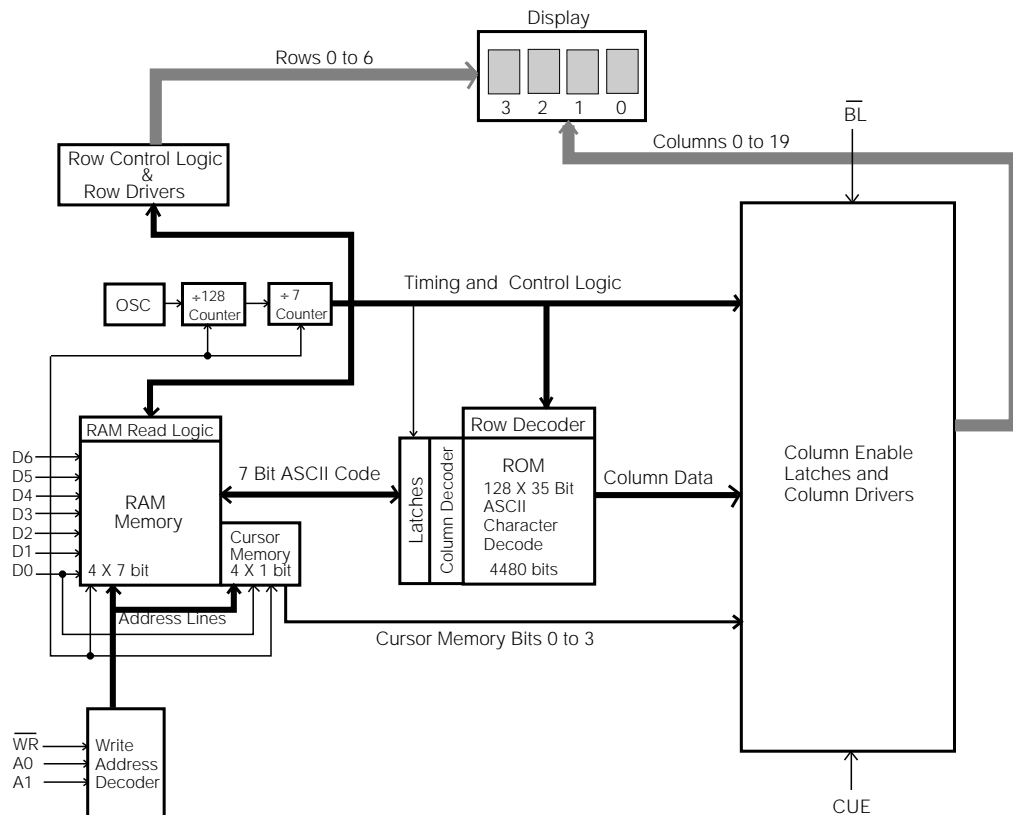 Display
Rows 0 to 6
3 2 1 0
BL
Columns 0 to 19
Row Control Logic
&
Row Drivers
Timing and Control Logic
OSC
÷128
Counter
÷ 7
Counter
RAM Read Logic
Row Decoder
D6
D5
D4
D3
D2
D1
D0
RAM
Memory
4 X 7 bit
7 Bit ASCII Code
Cursor
Memory
4 X 1 bit
Latches
Column Decoder
ROM
128 X 35 Bit
ASCII
Character
Decode
4480 bits
Column Data
Column Enable
Latches and
Column Drivers
Address Lines
Cursor Memory Bits 0 to 3
WR
A0
A1
Write
Address
Decoder
CUE